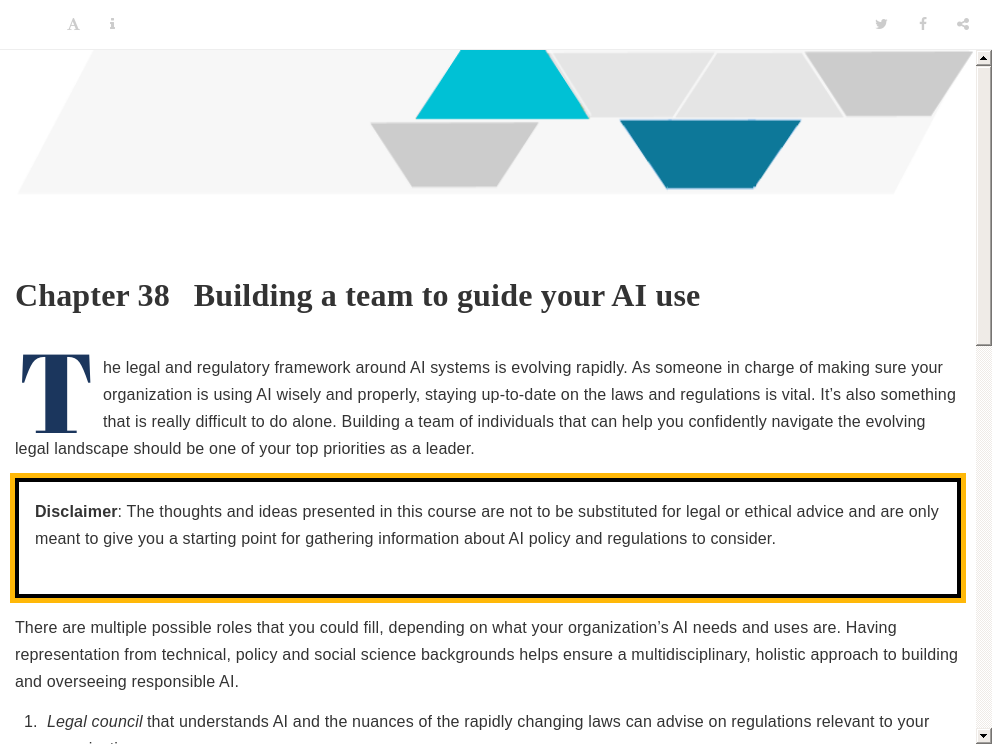 Chapter 38 Building a team to guide your AI use
The legal and regulatory framework around AI systems is evolving rapidly. As someone in charge of making sure your
organization is using AI wisely and properly, staying up-to-date on the laws and regulations is vital. It’s also something
that is really difficult to do alone. Building a team of individuals that can help you confidently navigate the evolving
legal landscape should be one of your top priorities as a leader.
Disclaimer: The thoughts and ideas presented in this course are not to be substituted for legal or ethical advice and are only
meant to give you a starting point for gathering information about AI policy and regulations to consider.
There are multiple possible roles that you could fill, depending on what your organization’s AI needs and uses are. Having
representation from technical, policy and social science backgrounds helps ensure a multidisciplinary, holistic approach to building
and overseeing responsible AI.
1. Legal council that understands AI and the nuances of the rapidly changing laws can advise on regulations relevant to your